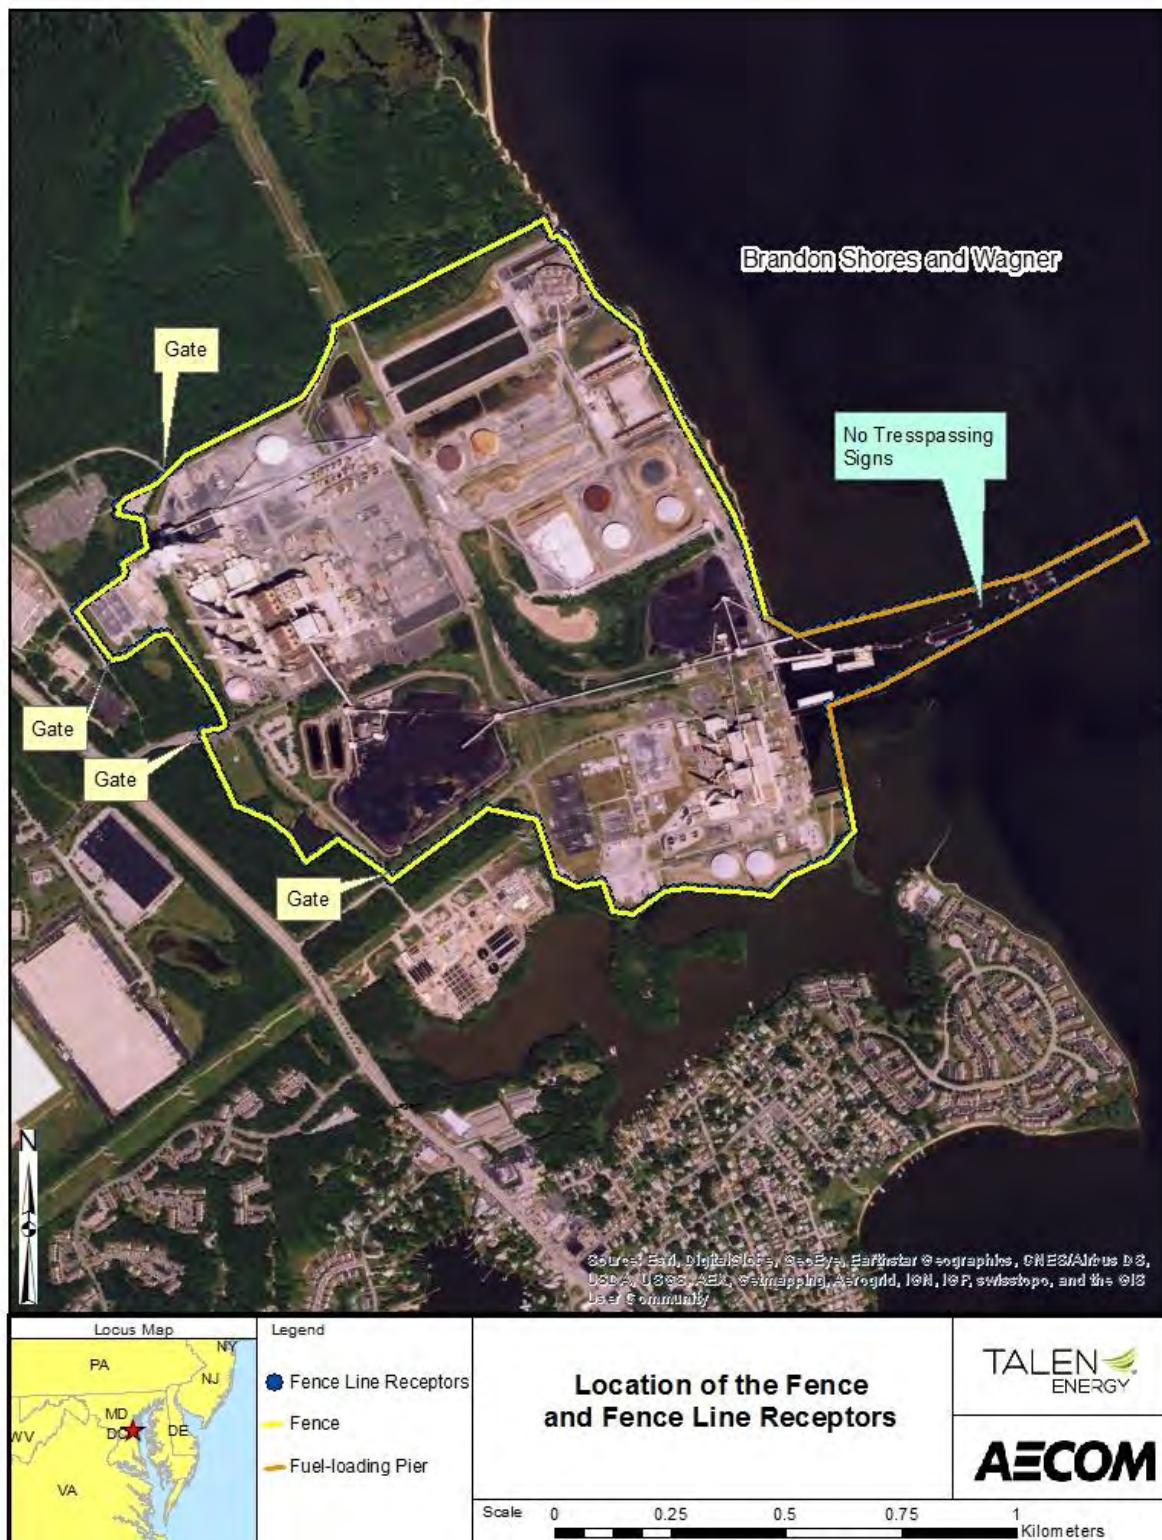 Brandon Shores and Wagner
Gate
No Tresspassing
Signs
Gate
Gate
Gate
N
Source: Esri, DigitalGlobe, GeoEye, Earthstar Geographics, CNES/Airbus DS,
USDA, USGS, AEX, Getmapping, Aerogrid, IGN, IGP, swisstopo, and the GIS
User Community
Locus Map
NY
PA
NJ
MD
WV
DC
DE
VA
Legend
Fence Line Receptors
Fence
Fuel-loading Pier
Location of the Fence
and Fence Line Receptors
TALEN
ENERGY
AECOM
Scale 0 0.25 0.5 0.75 1
Kilometers